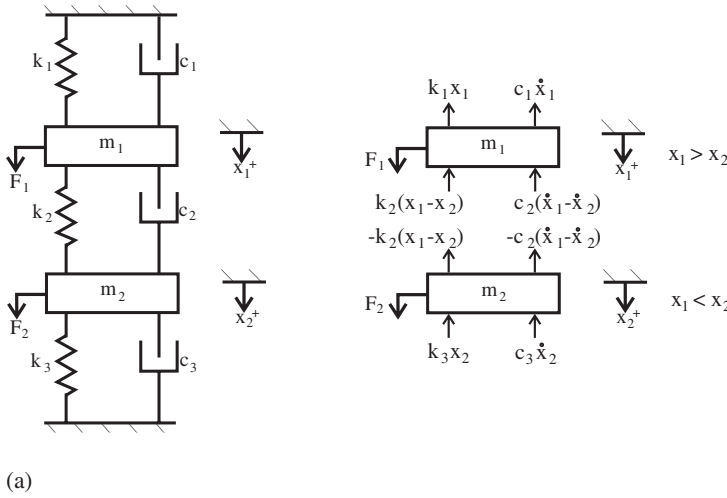 k1
c1
m1
F1
x1+
k2
c2
m2
F2
x2+
k3
c3
k1x1
c1ẋ1
m1
F1
x1+
x1 > x2
k2(x1-x2)
c2(ẋ1-ẋ2)
-k2(x1-x2)
-c2(ẋ1-ẋ2)
m2
F2
x2+
x1 < x2
k3x2
c3ẋ2
(a)